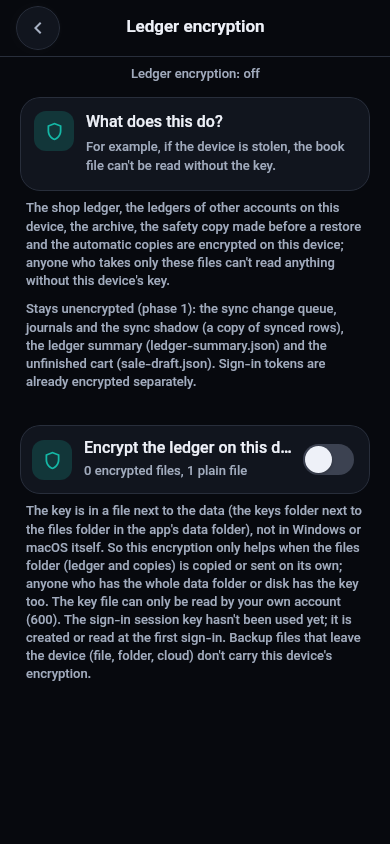 Ledger encryption
Ledger encryption: off
What does this do?
For example, if the device is stolen, the book
file can't be read without the key.
The shop ledger, the ledgers of other accounts on this
device, the archive, the safety copy made before a restore
and the automatic copies are encrypted on this device;
anyone who takes only these files can't read anything
without this device's key.
Stays unencrypted (phase 1): the sync change queue,
journals and the sync shadow (a copy of synced rows),
the ledger summary (ledger-summary.json) and the
unfinished cart (sale-draft.json). Sign-in tokens are
already encrypted separately.
Encrypt the ledger on this d...
0 encrypted files, 1 plain file
The key is in a file next to the data (the keys folder next to
the files folder in the app's data folder), not in Windows or
macOS itself. So this encryption only helps when the files
folder (ledger and copies) is copied or sent on its own;
anyone who has the whole data folder or disk has the key
too. The key file can only be read by your own account
(600). The sign-in session key hasn't been used yet; it is
created or read at the first sign-in. Backup files that leave
the device (file, folder, cloud) don't carry this device's
encryption.